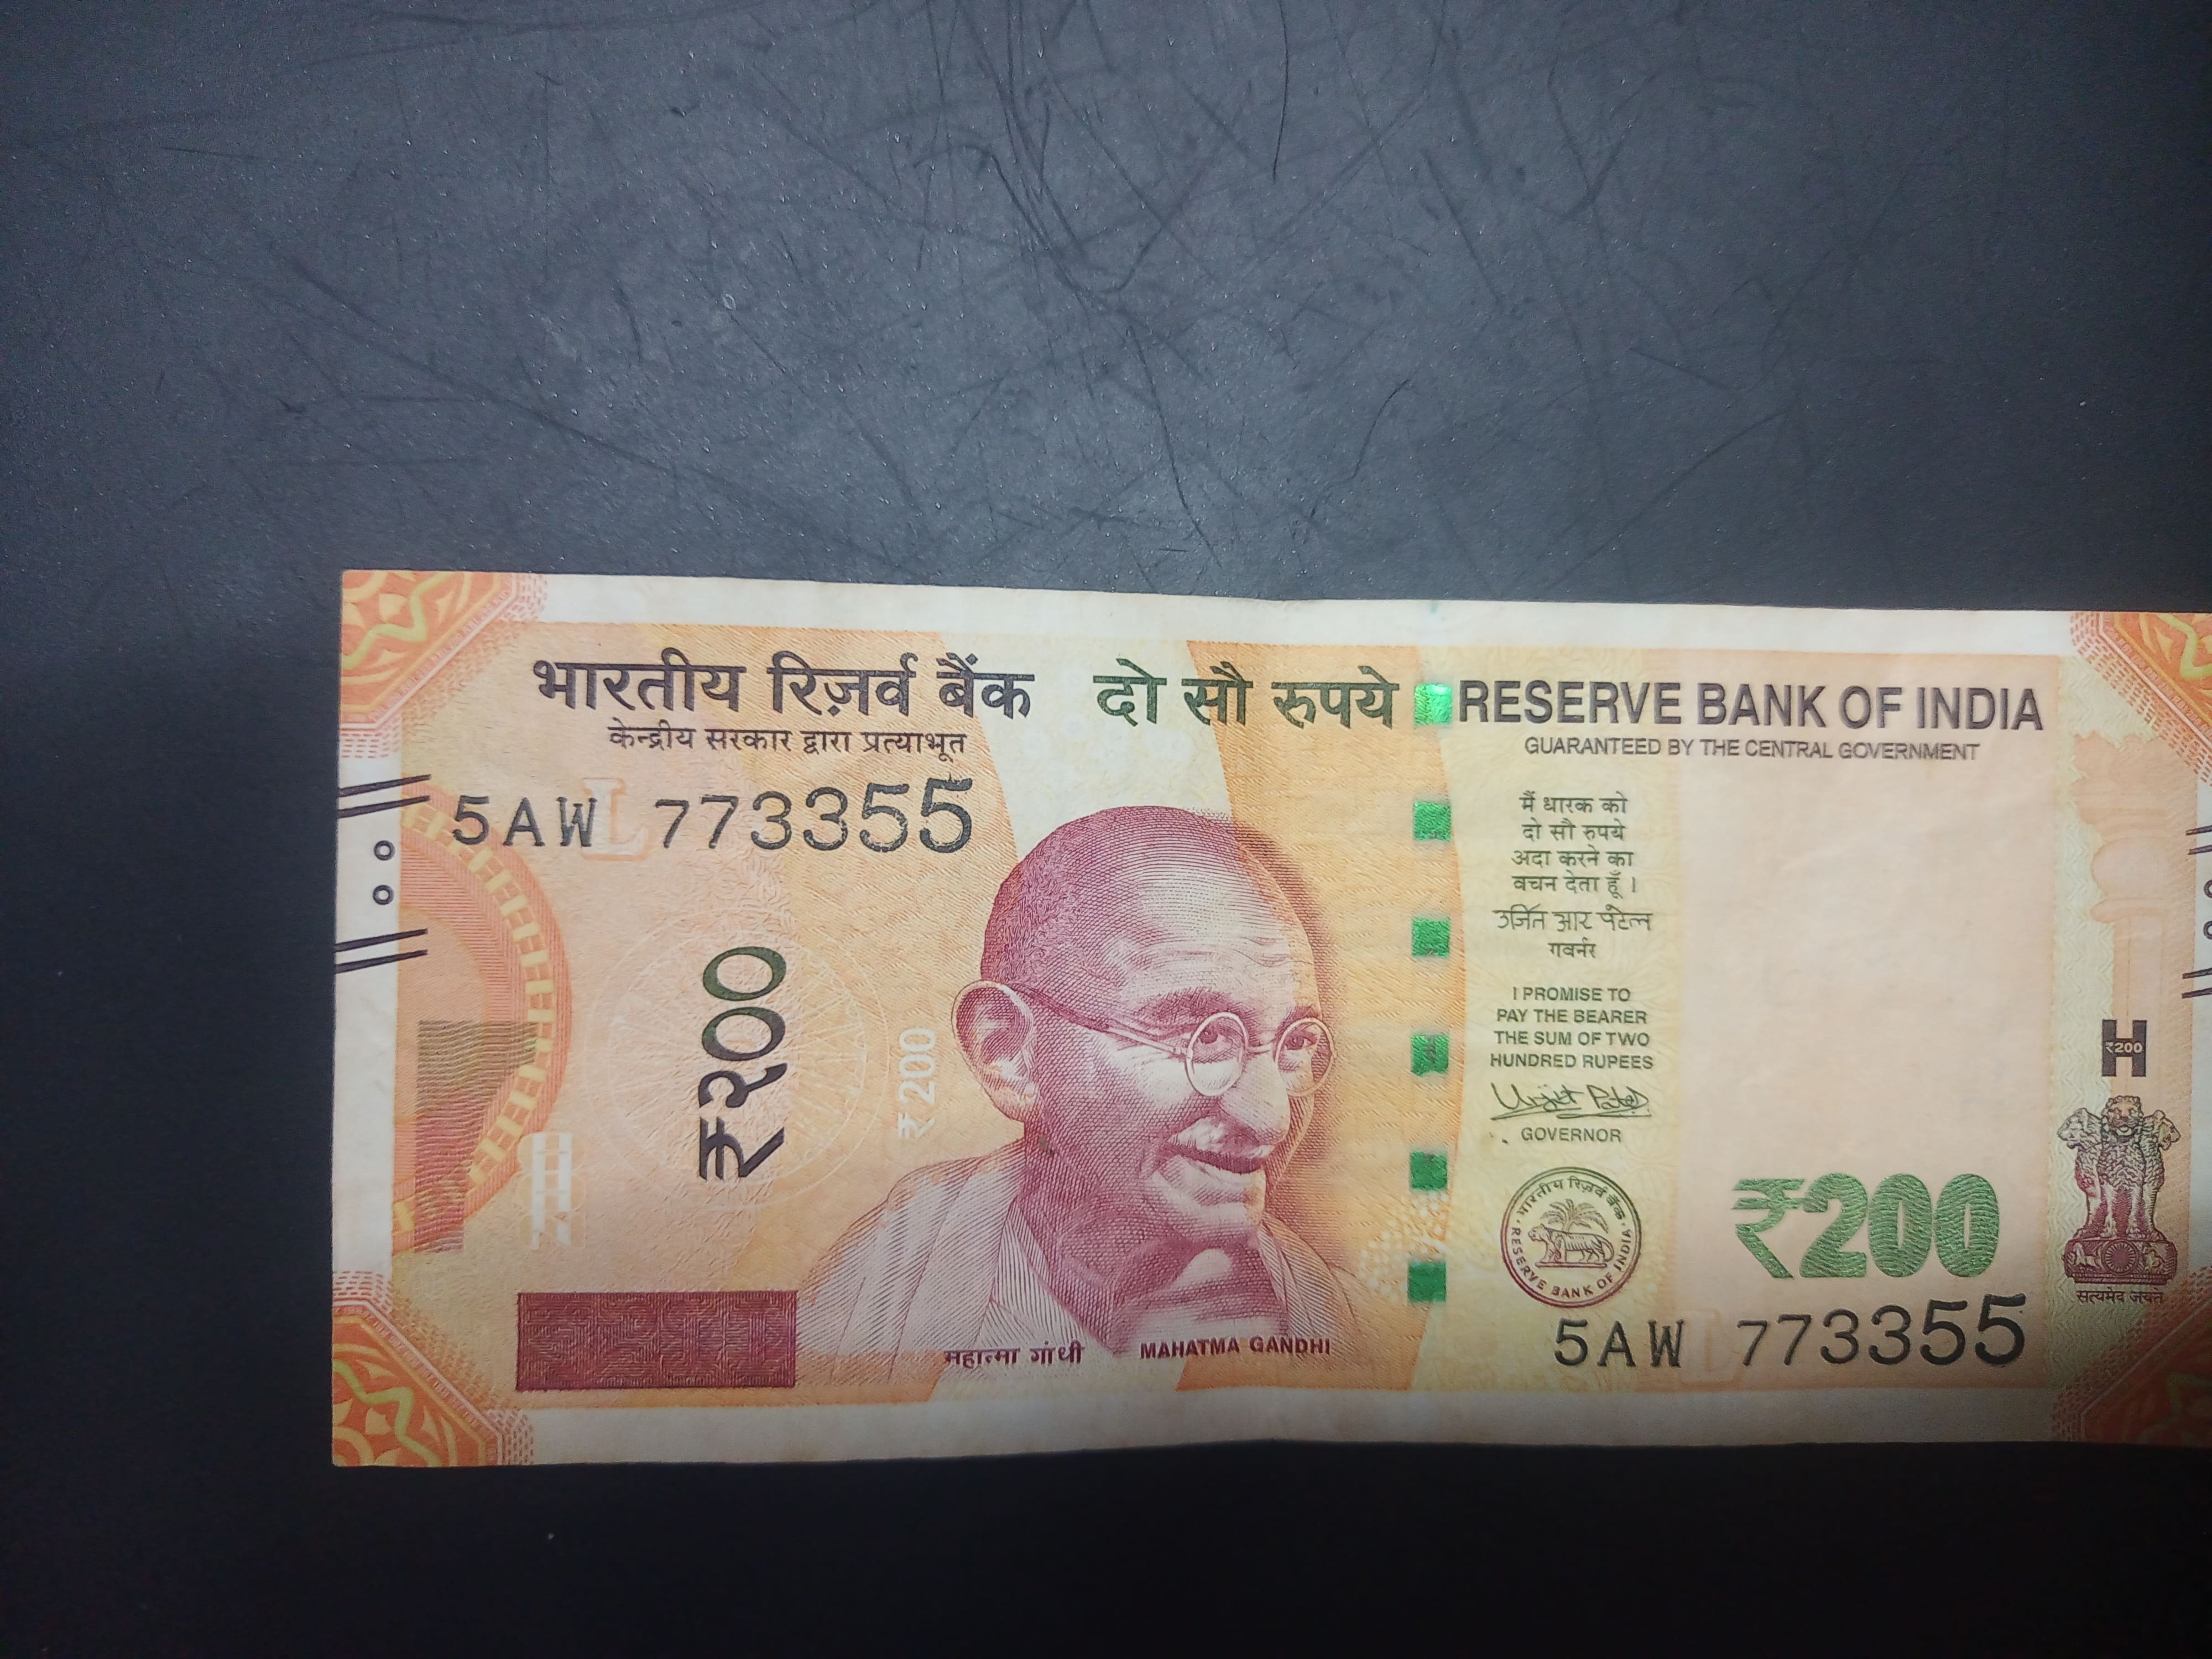 भारतीय रिज़र्व बैंक दो सौ रुपये RESERVE BANK OF INDIA
केन्द्रीय सरकार द्वारा प्रत्याभूत GUARANTEED BY THE CENTRAL GOVERNMENT
5AW L 773355
₹२००
₹200
मैं धारक को
दो सौ रुपये
अदा करने का
वचन देता हूँ ।
उर्जित आर पटेल
गवर्नर
I PROMISE TO
PAY THE BEARER
THE SUM OF TWO
HUNDRED RUPEES
Urjit Patel
GOVERNOR
भारतीय रिज़र्व बैंक
RESERVE BANK OF INDIA
₹200
H
₹200
सत्यमेव जयते
महात्मा गांधी MAHATMA GANDHI
5AW L 773355